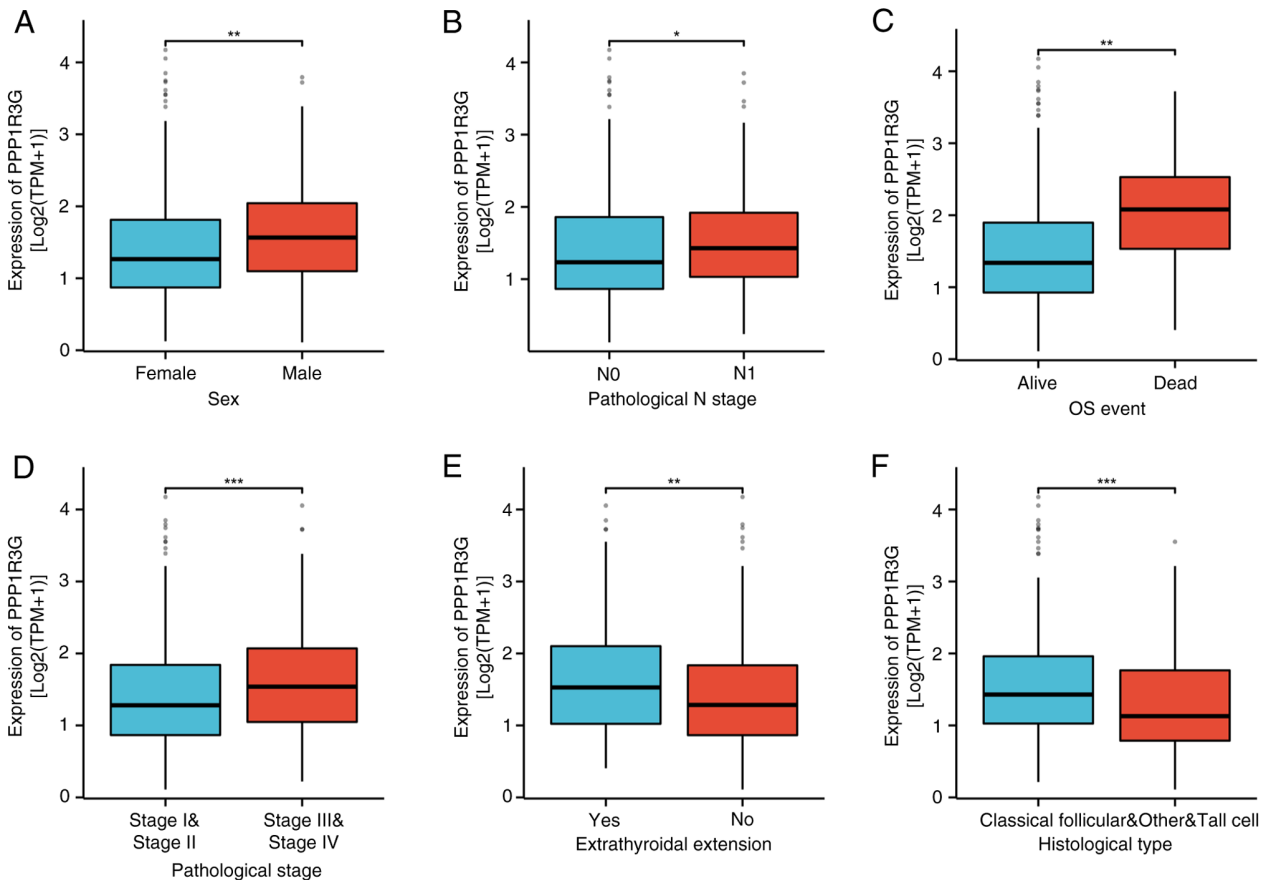 A
Expression of PPP1R3G
[Log2(TPM+1)]
4
3
2
1
0
**
Female
Male
Sex
B
Expression of PPP1R3G
[Log2(TPM+1)]
4
3
2
1
*
N0
N1
Pathological N stage
C
Expression of PPP1R3G
[Log2(TPM+1)]
4
3
2
1
0
**
Alive
Dead
OS event
D
Expression of PPP1R3G
[Log2(TPM+1)]
4
3
2
1
0
***
Stage I&
Stage II
Stage III&
Stage IV
Pathological stage
E
Expression of PPP1R3G
[Log2(TPM+1)]
4
3
2
1
0
**
Yes
No
Extrathyroidal extension
F
Expression of PPP1R3G
[Log2(TPM+1)]
4
3
2
1
0
***
Classical follicular&Other&Tall cell
Histological type